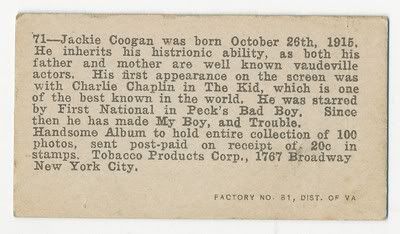 71—Jackie Coogan was born October 26th, 1915.
He inherits his histrionic ability, as both his
father and mother are well known vaudeville
actors. His first appearance on the screen was
with Charlie Chaplin in The Kid, which is one
of the best known in the world. He was starred
by First National in Peck's Bad Boy. Since
then he has made My Boy, and Trouble.
Handsome Album to hold entire collection of 100
photos, sent post-paid on receipt of 20c in
stamps. Tobacco Products Corp., 1767 Broadway
New York City.
FACTORY NO. 81, DIST. OF VA